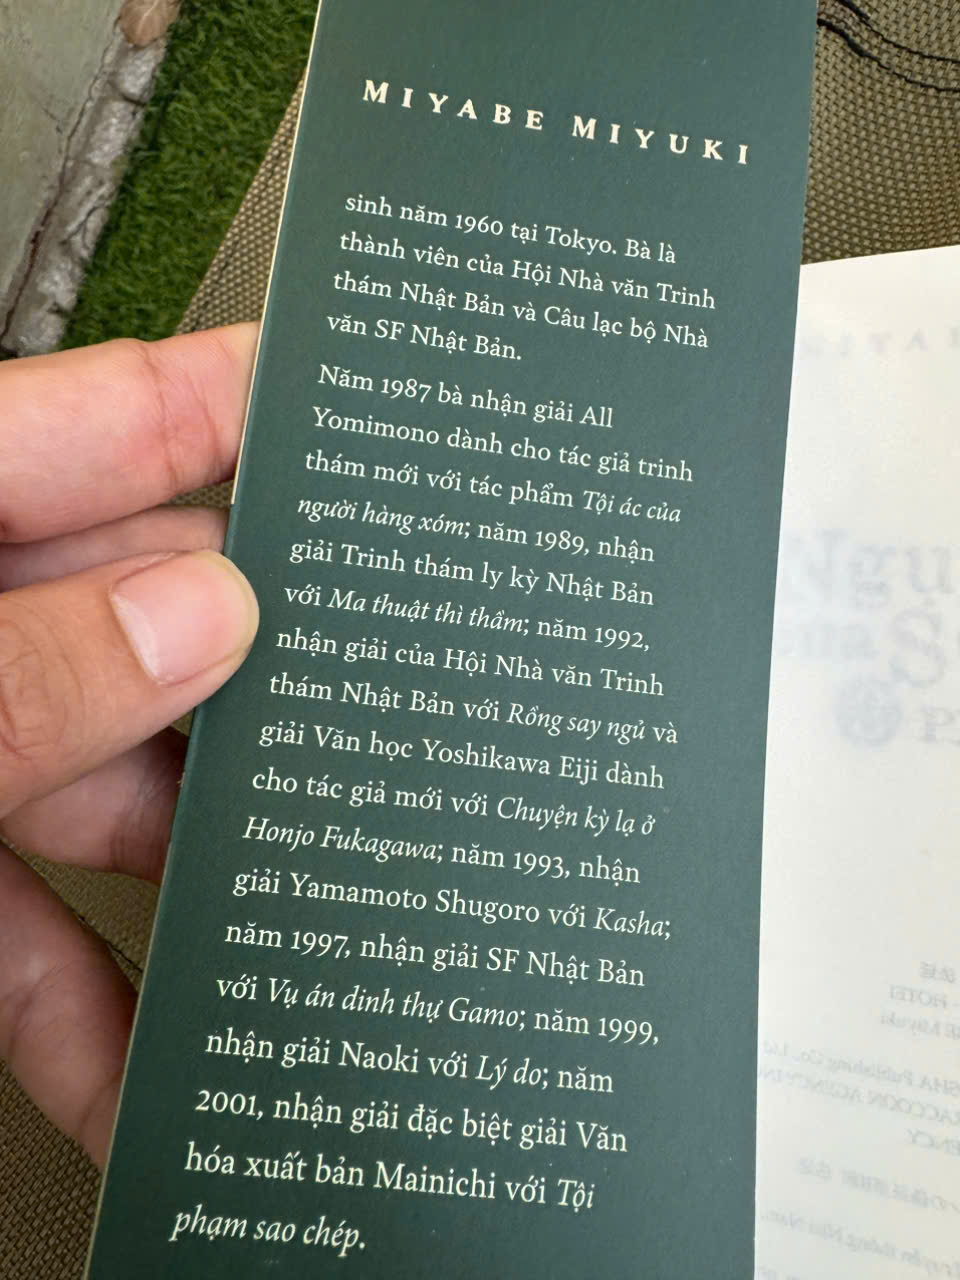 MIYABE MIYUKI
sinh năm 1960 tại Tokyo. Bà là
thành viên của Hội Nhà văn Trinh
thám Nhật Bản và Câu lạc bộ Nhà
văn SF Nhật Bản.
Năm 1987 bà nhận giải All
Yomimono dành cho tác giả trinh
thám mới với tác phẩm Tội ác của
người hàng xóm; năm 1989, nhận
giải Trinh thám ly kỳ Nhật Bản
với Ma thuật thì thầm; năm 1992,
nhận giải của Hội Nhà văn Trinh
thám Nhật Bản với Rồng say ngủ và
giải Văn học Yoshikawa Eiji dành
cho tác giả mới với Chuyện kỳ lạ ở
Honjo Fukagawa; năm 1993, nhận
giải Yamamoto Shugoro với Kasha;
năm 1997, nhận giải SF Nhật Bản
với Vụ án dinh thự Gamo; năm 1999,
nhận giải Naoki với Lý do; năm
2001, nhận giải đặc biệt giải Văn
hóa xuất bản Mainichi với Tội
phạm sao chép.